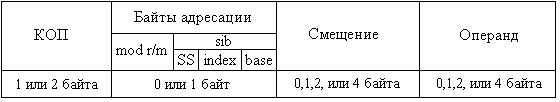 КОП
Байты адресации
Смещение
Операнд
mod r/m
sib
SS
index
base
1 или 2 байта
0 или 1 байт
0,1,2, или 4 байта
0,1,2, или 4 байта